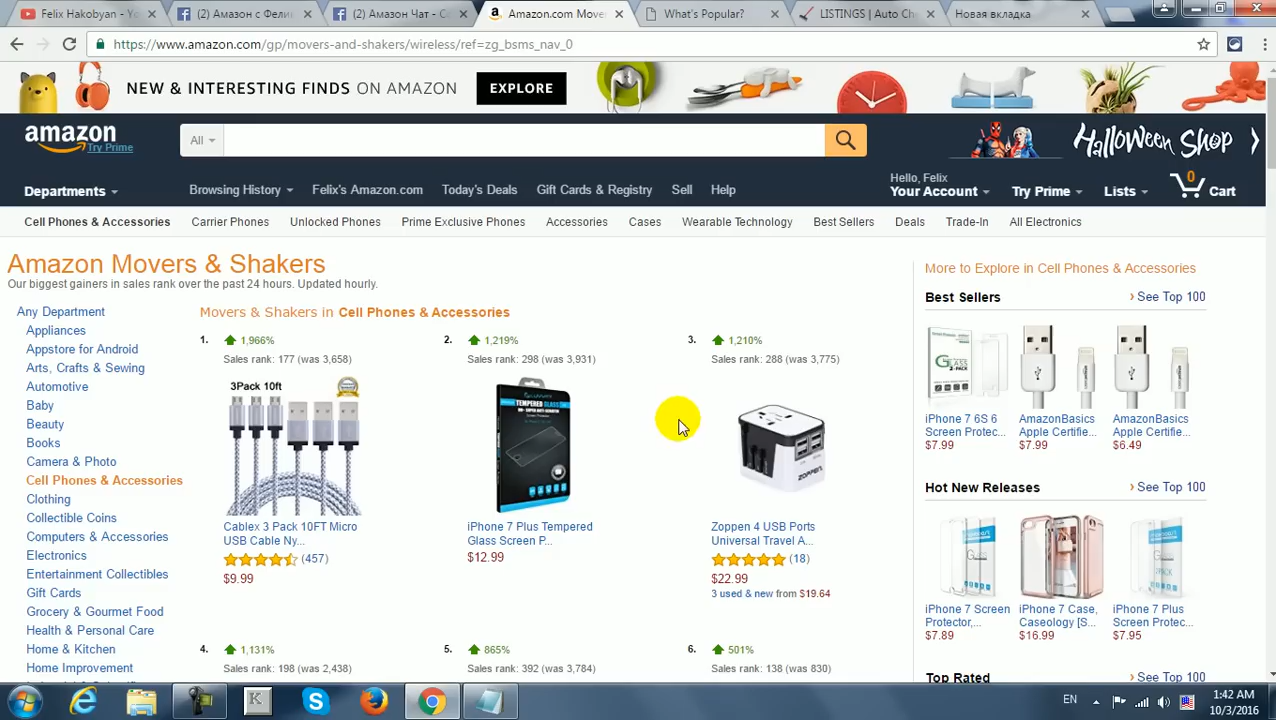 Felix Hakobyan - YouTub
(2) Амазон с Фели
(2) Амазон Чат - С
Amazon.com Move
What's Popular?
LISTINGS | Auto Ch
Новая вкладка
https://www.amazon.com/gp/movers-and-shakers/wireless/ref=zg_bsms_nav_0
NEW & INTERESTING FINDS ON AMAZON EXPLORE
amazon
Try Prime
All
Halloween Shop
Departments
Browsing History
Felix's Amazon.com
Today's Deals
Gift Cards & Registry
Sell
Help
Hello, Felix
Your Account
Try Prime
Lists
0
Cart
Cell Phones & Accessories
Carrier Phones
Unlocked Phones
Prime Exclusive Phones
Accessories
Cases
Wearable Technology
Best Sellers
Deals
Trade-In
All Electronics
Amazon Movers & Shakers
Our biggest gainers in sales rank over the past 24 hours. Updated hourly.
Any Department
Appliances
Appstore for Android
Arts, Crafts & Sewing
Automotive
Baby
Beauty
Books
Camera & Photo
Cell Phones & Accessories
Clothing
Collectible Coins
Computers & Accessories
Electronics
Entertainment Collectibles
Gift Cards
Grocery & Gourmet Food
Health & Personal Care
Home & Kitchen
Home Improvement
Movers & Shakers in Cell Phones & Accessories
1. 1,966%
Sales rank: 177 (was 3,658)
3Pack 10ft
Cablex 3 Pack 10FT Micro
USB Cable Ny...
(457)
$9.99
2. 1,219%
Sales rank: 298 (was 3,931)
TEMPERED GLASS
iPhone 7 Plus Tempered
Glass Screen P...
$12.99
3. 1,210%
Sales rank: 288 (was 3,775)
ZOPPEN
Zoppen 4 USB Ports
Universal Travel A...
(18)
$22.99
3 used & new from $19.64
4. 1,131%
Sales rank: 198 (was 2,438)
5. 865%
Sales rank: 392 (was 3,784)
6. 501%
Sales rank: 138 (was 830)
More to Explore in Cell Phones & Accessories
Best Sellers
› See Top 100
iPhone 7 6S 6
Screen Protec...
$7.99
AmazonBasics
Apple Certifie...
$7.99
AmazonBasics
Apple Certifie...
$6.49
Hot New Releases
› See Top 100
iPhone 7 Screen
Protector,...
$7.89
iPhone 7 Case,
Caseology [S...
$16.99
iPhone 7 Plus
Screen Protec...
$7.95
Top Rated
› See Top 100
EN
1:42 AM
10/3/2016